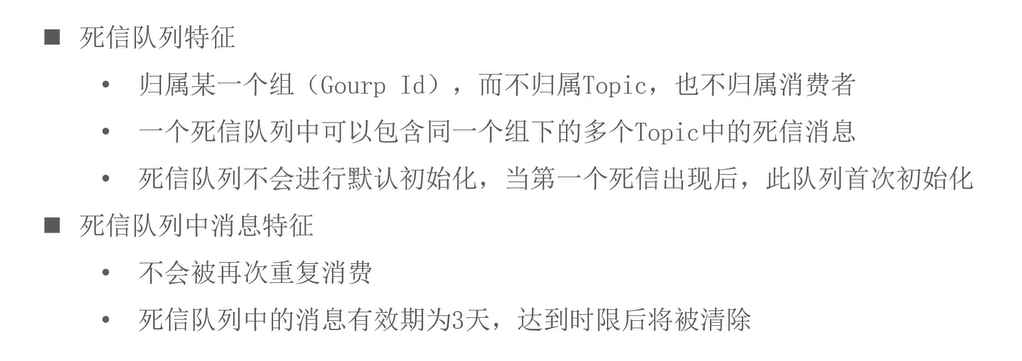 ■ 死信队列特征
• 归属某一个组（Gourp Id），而不归属Topic，也不归属消费者
• 一个死信队列中可以包含同一个组下的多个Topic中的死信消息
• 死信队列不会进行默认初始化，当第一个死信出现后，此队列首次初始化
■ 死信队列中消息特征
• 不会被再次重复消费
• 死信队列中的消息有效期为3天，达到时限后将被清除